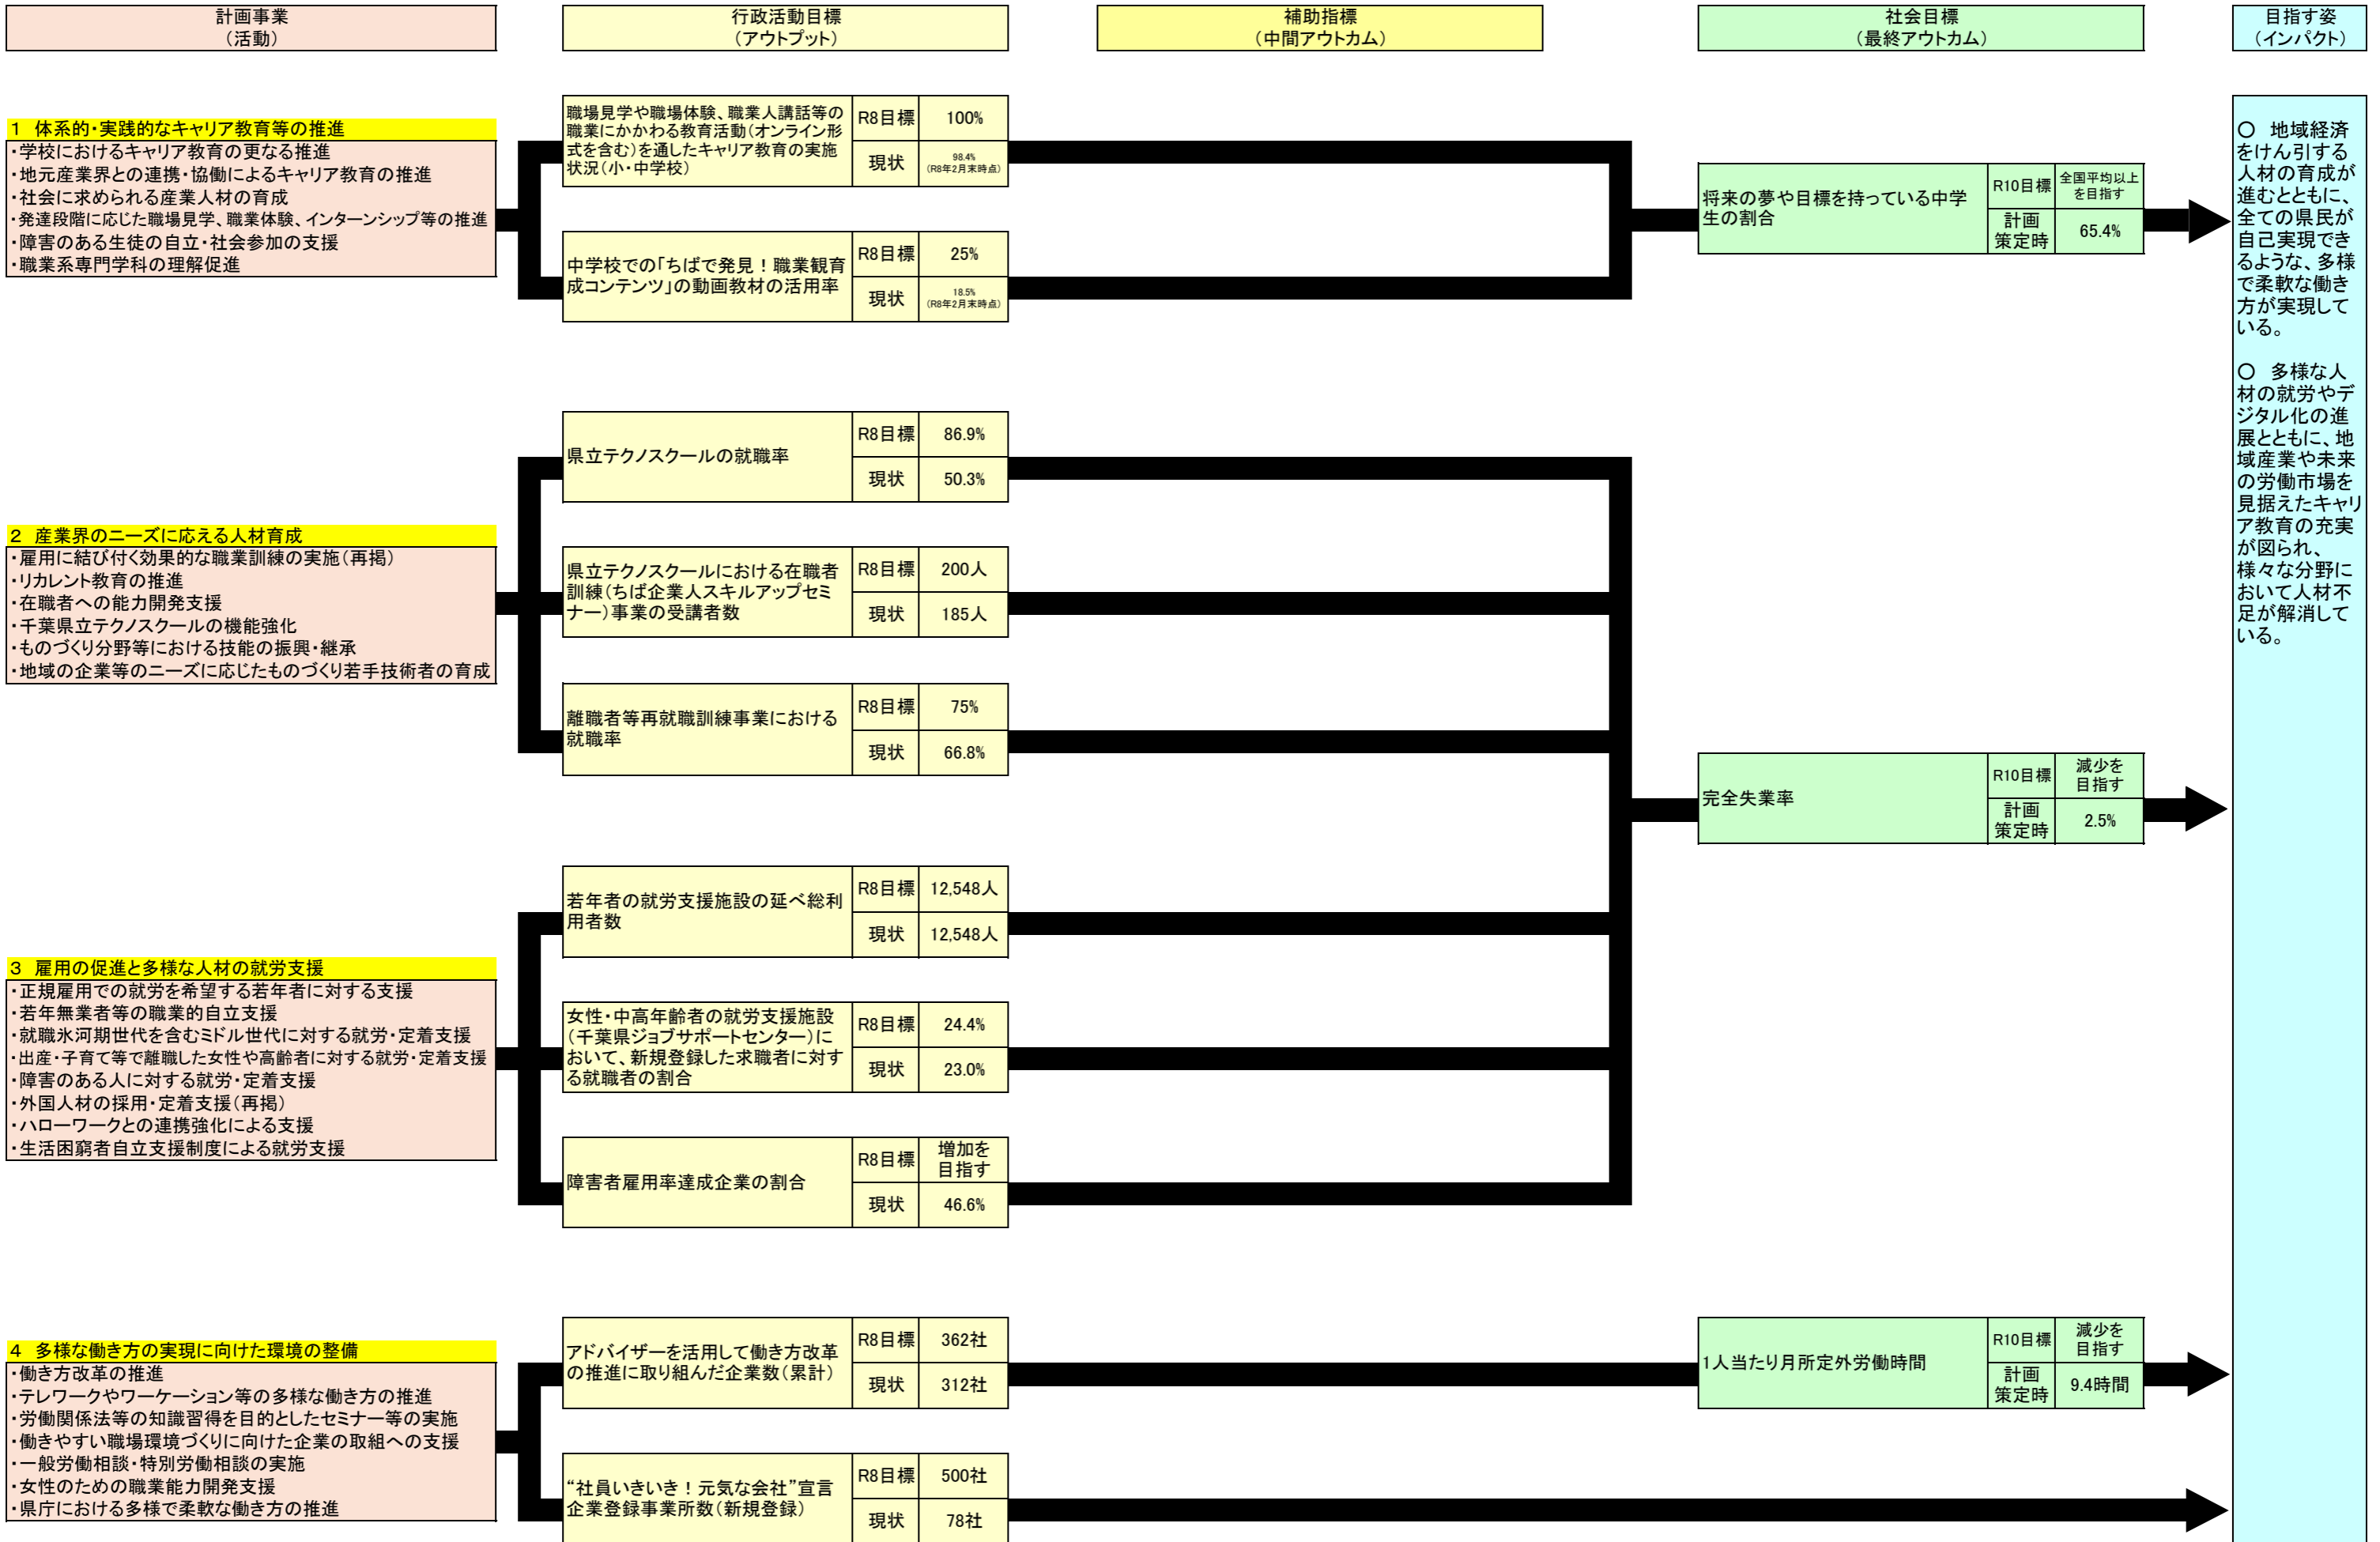 計画事業
（活動）
行政活動目標
（アウトプット）
補助指標
（中間アウトカム）
社会目標
（最終アウトカム）
目指す姿
（インパクト）
1 体系的・実践的なキャリア教育等の推進
・学校におけるキャリア教育の更なる推進
・地元産業界との連携・協働によるキャリア教育の推進
・社会に求められる産業人材の育成
・発達段階に応じた職場見学、職業体験、インターンシップ等の推進
・障害のある生徒の自立・社会参加の支援
・職業系専門学科の理解促進
職場見学や職場体験、職業人講話等の
職業にかかわる教育活動（オンライン形
式を含む）を通したキャリア教育の実施
状況（小・中学校）
R8目標
100%
現状
98.4%
（R8年2月末時点）
中学校での「ちばで発見！職業観育
成コンテンツ」の動画教材の活用率
R8目標
25%
現状
18.5%
（R8年2月末時点）
将来の夢や目標を持っている中学
生の割合
R10目標
全国平均以上
を目指す
計画
策定時
65.4%
2 産業界のニーズに応える人材育成
・雇用に結び付く効果的な職業訓練の実施（再掲）
・リカレント教育の推進
・在職者への能力開発支援
・千葉県立テクノスクールの機能強化
・ものづくり分野等における技能の振興・継承
・地域の企業等のニーズに応じたものづくり若手技術者の育成
県立テクノスクールの就職率
R8目標
86.9%
現状
50.3%
県立テクノスクールにおける在職者
訓練（ちば企業人スキルアップセミ
ナー）事業の受講者数
R8目標
200人
現状
185人
離職者等再就職訓練事業における
就職率
R8目標
75%
現状
66.8%
完全失業率
R10目標
減少を
目指す
計画
策定時
2.5%
3 雇用の促進と多様な人材の就労支援
・正規雇用での就労を希望する若年者に対する支援
・若年無業者等の職業的自立支援
・就職氷河期世代を含むミドル世代に対する就労・定着支援
・出産・子育て等で離職した女性や高齢者に対する就労・定着支援
・障害のある人に対する就労・定着支援
・外国人材の採用・定着支援（再掲）
・ハローワークとの連携強化による支援
・生活困窮者自立支援制度による就労支援
若年者の就労支援施設の延べ総利
用者数
R8目標
12,548人
現状
12,548人
女性・中高年齢者の就労支援施設
（千葉県ジョブサポートセンター）に
おいて、新規登録した求職者に対す
る就職者の割合
R8目標
24.4%
現状
23.0%
障害者雇用率達成企業の割合
R8目標
増加を
目指す
現状
46.6%
4 多様な働き方の実現に向けた環境の整備
・働き方改革の推進
・テレワークやワーケーション等の多様な働き方の推進
・労働関係法等の知識習得を目的としたセミナー等の実施
・働きやすい職場環境づくりに向けた企業の取組への支援
・一般労働相談・特別労働相談の実施
・女性のための職業能力開発支援
・県庁における多様で柔軟な働き方の推進
アドバイザーを活用して働き方改革
の推進に取り組んだ企業数（累計）
R8目標
362社
現状
312社
“社員いきいき！元気な会社”宣言
企業登録事業所数（新規登録）
R8目標
500社
現状
78社
1人当たり月所定外労働時間
R10目標
減少を
目指す
計画
策定時
9.4時間
〇 地域経済
をけん引する
人材の育成が
進むとともに、
全ての県民が
自己実現でき
るような、多様
で柔軟な働き
方が実現して
いる。
〇 多様な人
材の就労やデ
ジタル化の進
展とともに、地
域産業や未来
の労働市場を
見据えたキャリ
ア教育の充実
が図られ、
様々な分野に
おいて人材不
足が解消して
いる。